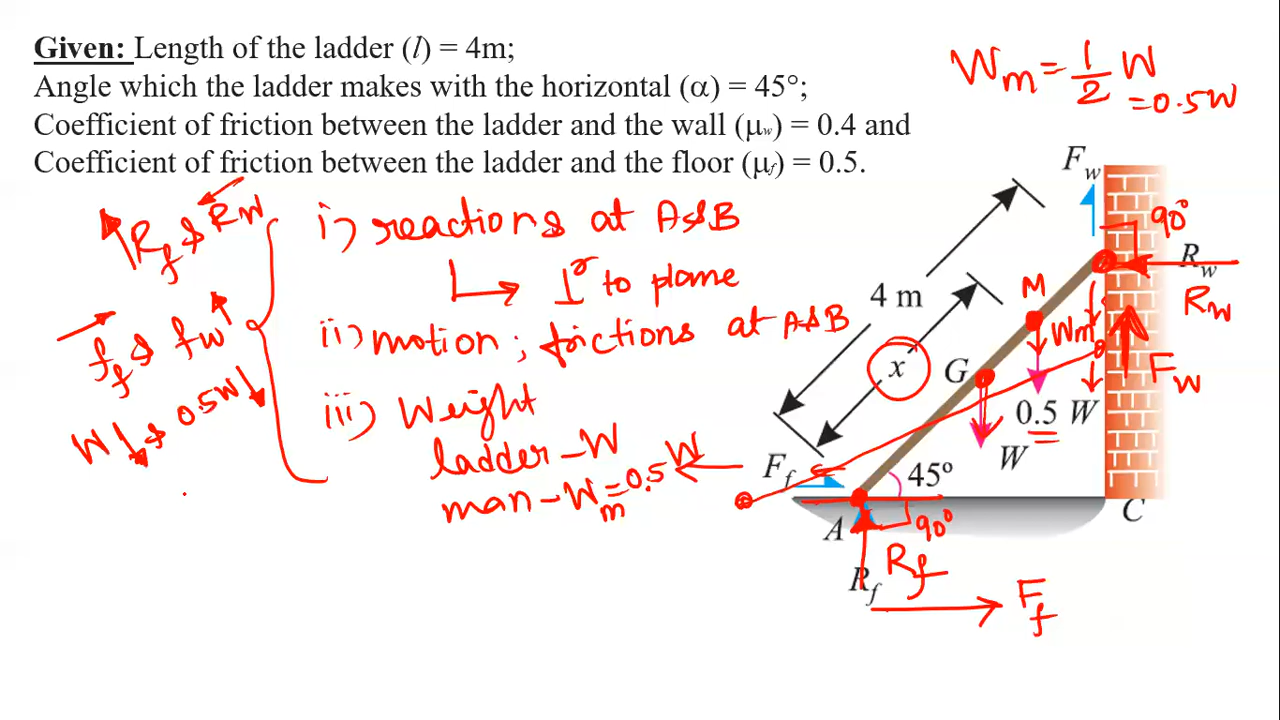 Given: Length of the ladder (l) = 4m;
Angle which the ladder makes with the horizontal (α) = 45°;
Coefficient of friction between the ladder and the wall (μw) = 0.4 and
Coefficient of friction between the ladder and the floor (μf) = 0.5.
Wm = 1/2 W
= 0.5W
Rf & RW
i) reactions at A&B
↳ ⊥r to plane
Ff & fw
ii) motion; frictions at A&B
W↓ & 0.5W↓
iii) Weight
ladder - W
man - Wm = 0.5W
Fw
90°
Rw
RW
4 m
M
Wm
x
G
FW
0.5 W
W
Ff
45°
A
90°
C
Rf
Rf
Ff